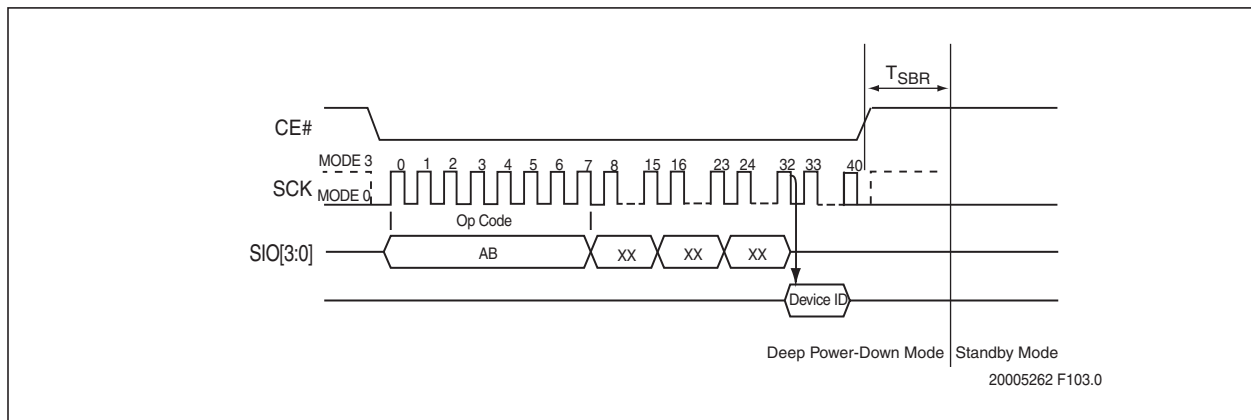 T_SBR
CE#
MODE 3
0 1 2 3 4 5 6 7 8 15 16 23 24 32 33 40
SCK
MODE 0
Op Code
SIO[3:0]
AB XX XX XX
Device ID
Deep Power-Down Mode Standby Mode
20005262 F103.0